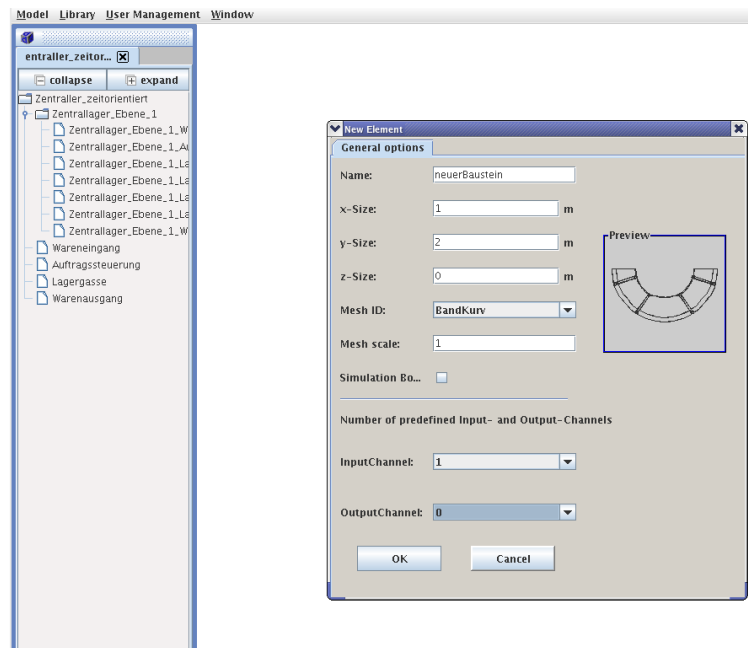 Model Library User Management Window
entraller_zeitor...
collapse expand
Zentraller_zeitorientiert
Zentrallager_Ebene_1
Zentrallager_Ebene_1_W
Zentrallager_Ebene_1_Au
Zentrallager_Ebene_1_La
Zentrallager_Ebene_1_La
Zentrallager_Ebene_1_La
Zentrallager_Ebene_1_La
Zentrallager_Ebene_1_W
Wareneingang
Auftragssteuerung
Lagergasse
Warenausgang
New Element
General options
Name: neuerBaustein
x-Size: 1 m
y-Size: 2 m
z-Size: 0 m
Preview
Mesh ID: BandKurv
Mesh scale: 1
Simulation Bo...
Number of predefined Input- and Output-Channels
InputChannel: 1
OutputChannel: 0
OK Cancel